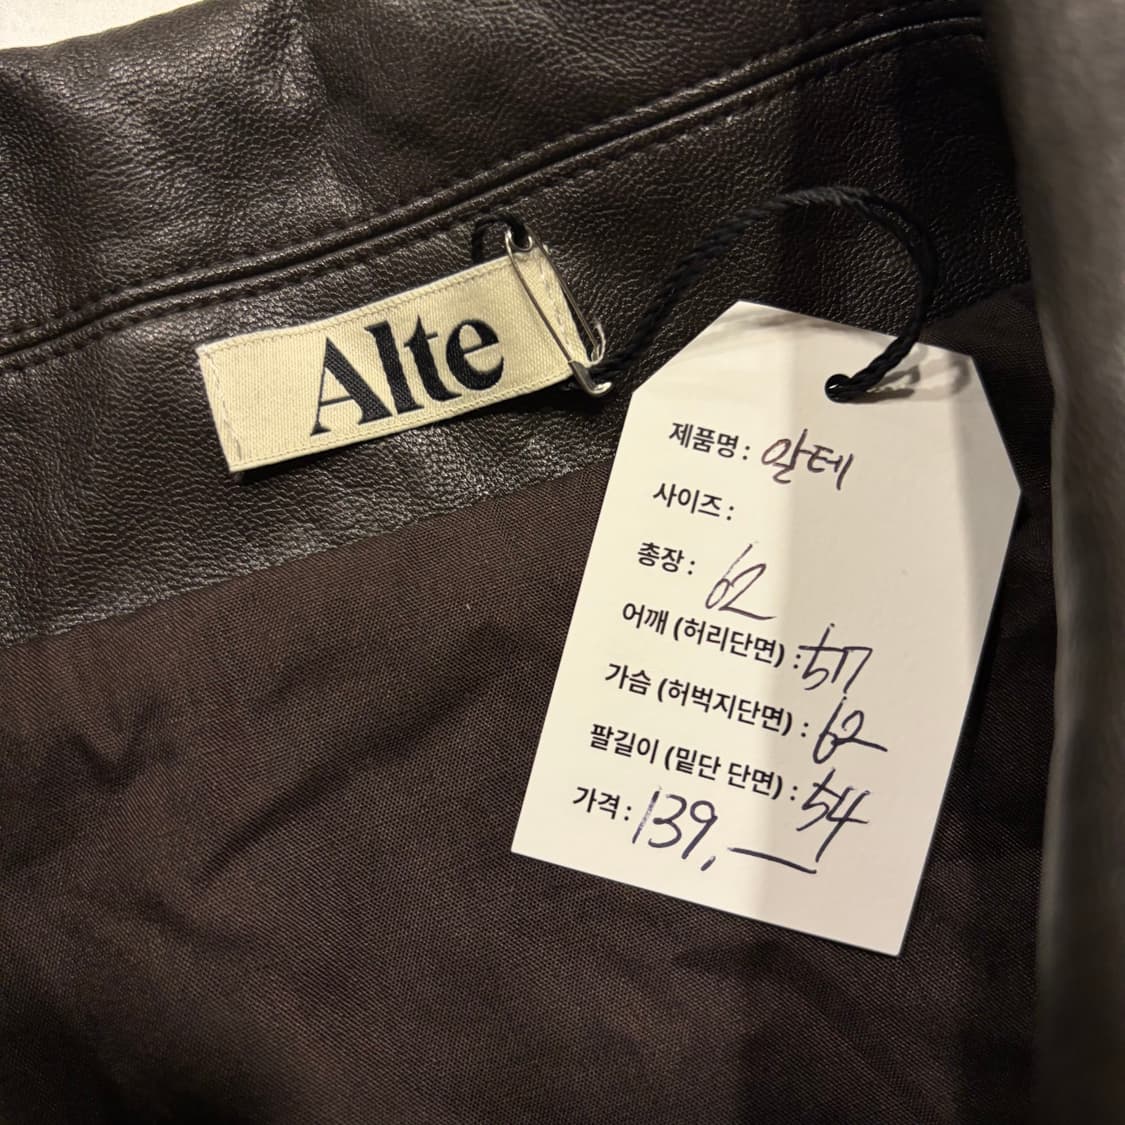 Alte
제품명 : 알테
사이즈 :
총장 : 62
어깨 (허리단면) : 57
가슴 (허벅지단면) : 62
팔길이 (밑단 단면) : 54
가격 : 139,—